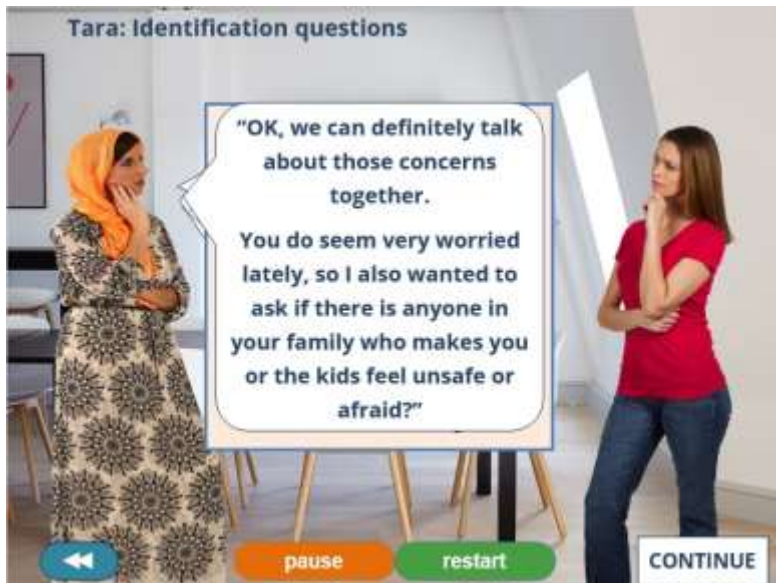 Tara: Identification questions
“OK, we can definitely talk
about those concerns
together.
You do seem very worried
lately, so I also wanted to
ask if there is anyone in
your family who makes you
or the kids feel unsafe or
afraid?”
pause
restart
CONTINUE